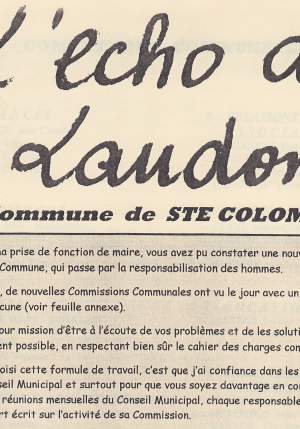 L'echo d
Laudon
Commune de STE COLOM
a prise de fonction de maire, vous avez pu constater une nouv
Commune, qui passe par la responsabilisation des hommes.
, de nouvelles Commissions Communales ont vu le jour avec un
cune (voir feuille annexe).
our mission d'être à l'écoute de vos problèmes et de les soluti
ent possible, en respectant bien sûr le cahier des charges com
oisi cette formule de travail, c'est que j'ai confiance dans les
seil Municipal et surtout pour que vous soyez davantage en co
réunions mensuelles du Conseil Municipal, chaque responsable
rt écrit sur l'activité de sa Commission.